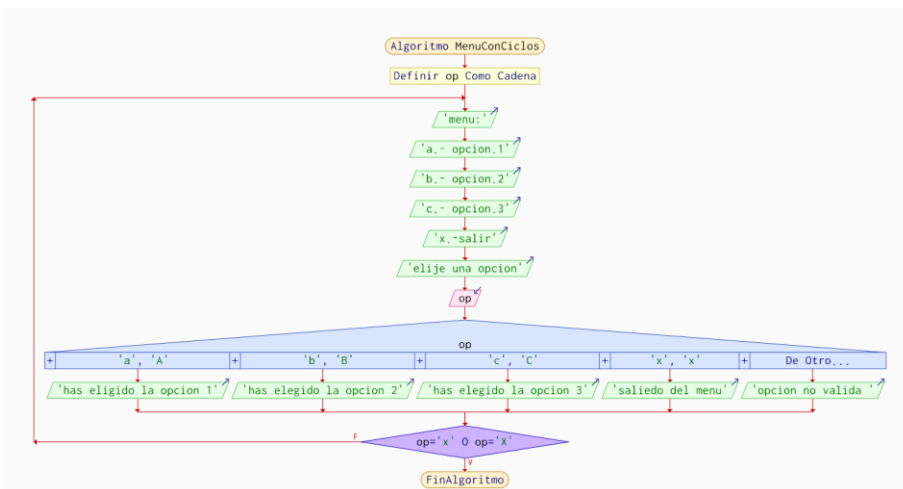 Algoritmo MenuConCiclos
Definir op Como Cadena
'menu:'
'a.- opcion.1'
'b.- opcion.2'
'c.- opcion.3'
'x.-salir'
'elije una opcion'
op
op
+ 'a', 'A' + 'b', 'B' + 'c', 'C' + 'x', 'x' + De Otro...
'has eligido la opcion 1' 'has elegido la opcion 2' 'has elegido la opcion 3' 'saliedo del menu' 'opcion no valida '
F op='x' O op='X'
V
FinAlgoritmo